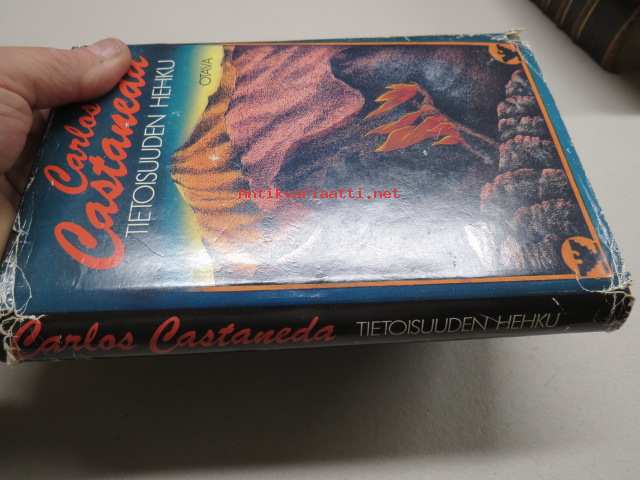 Carlos
Castaneda
TIETOISUUDEN HEHKU
OTAVA
antikvariaatti.net
Carlos Castaneda TIETOISUUDEN HEHKU